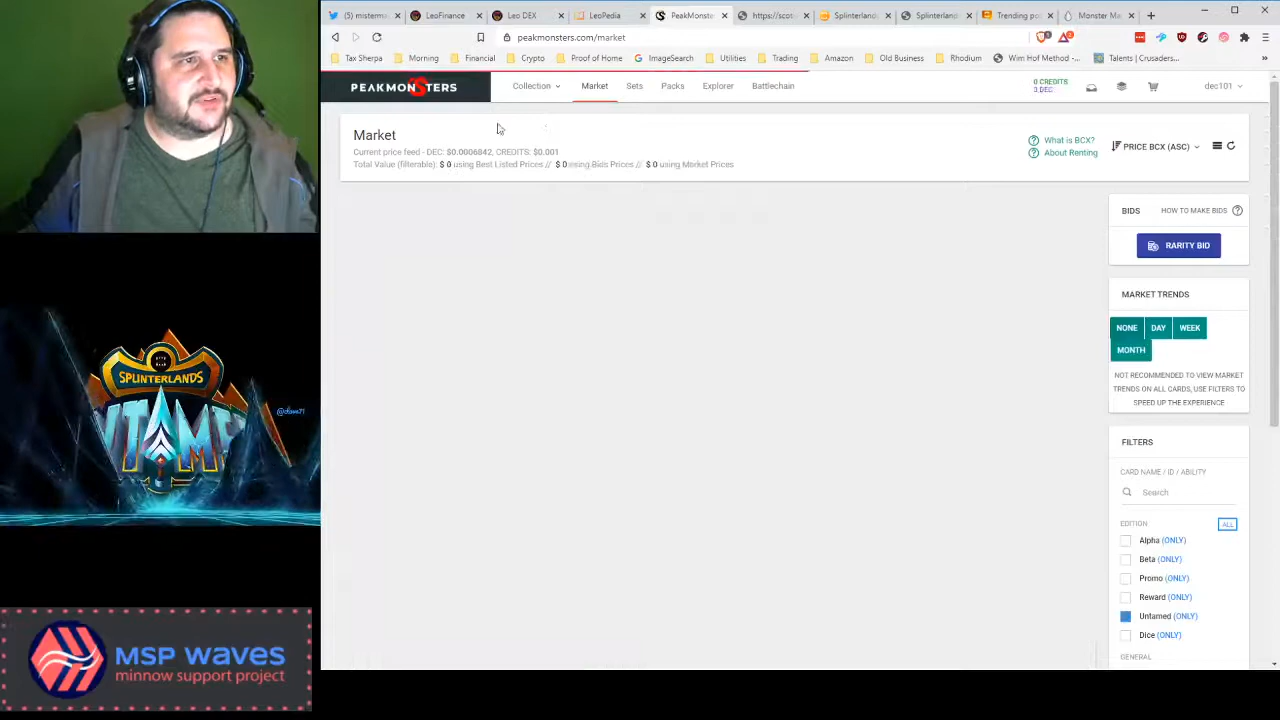 (5) misterma
LeoFinance
Leo DEX
LeoPedia
PeakMonste
https://scot
Splinterlands
Splinterland
Trending po
Monster Ma
peakmonsters.com/market
Tax Sherpa
Morning
Financial
Crypto
Proof of Home
ImageSearch
Utilities
Trading
Amazon
Old Business
Rhodium
Wim Hof Method -...
Talents | Crusaders...
PEAKMONSTERS
Collection
Market
Sets
Packs
Explorer
Battlechain
0 CREDITS
3 DEC
dec101
Market
Current price feed - DEC: $0.0006842, CREDITS: $0.001
Total Value (filterable): $ 0 using Best Listed Prices // $ 0 using Bids Prices // $ 0 using Market Prices
What is BCX?
About Renting
PRICE BCX (ASC)
BIDS
HOW TO MAKE BIDS
RARITY BID
MARKET TRENDS
NONE
DAY
WEEK
MONTH
NOT RECOMMENDED TO VIEW MARKET
TRENDS ON ALL CARDS, USE FILTERS TO
SPEED UP THE EXPERIENCE
FILTERS
CARD NAME / ID / ABILITY
Search
EDITION
ALL
Alpha (ONLY)
Beta (ONLY)
Promo (ONLY)
Reward (ONLY)
Untamed (ONLY)
Dice (ONLY)
GENERAL
SPLINTERLANDS
@clove71
MSP waves
minnow support project